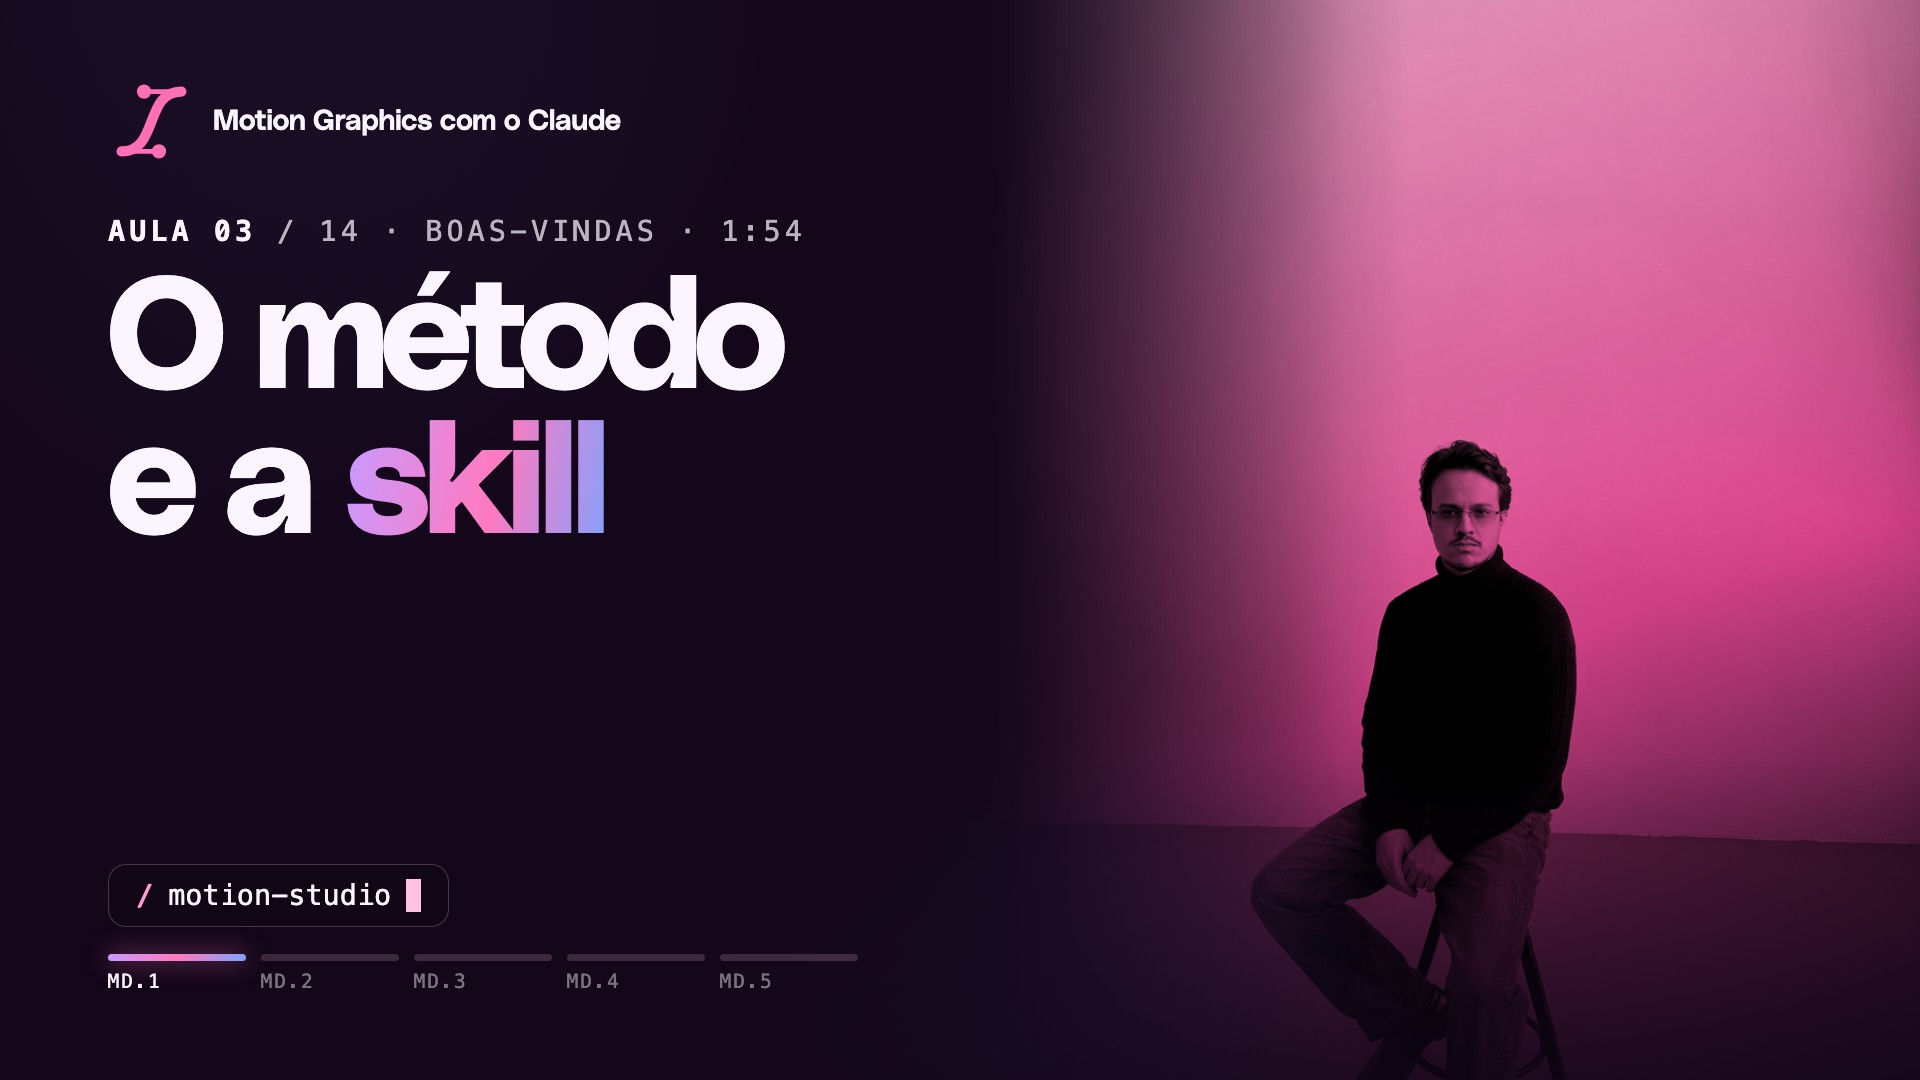 Motion Graphics com o Claude
AULA 03 / 14 · BOAS-VINDAS · 1:54
O método
e a skill
/ motion-studio
MD.1 MD.2 MD.3 MD.4 MD.5